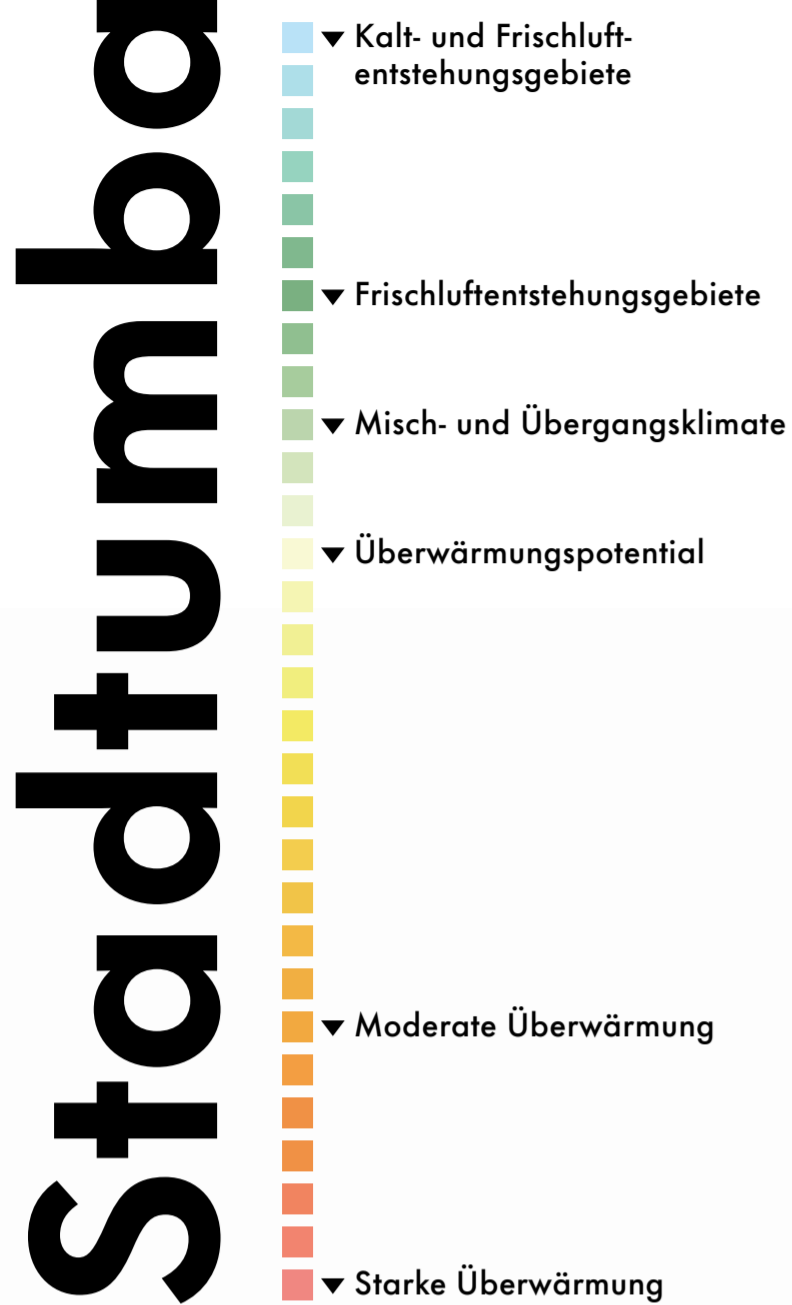 Stadtumba
▼ Kalt- und Frischluft-
entstehungsgebiete
▼ Frischluftentstehungsgebiete
▼ Misch- und Übergangsklimate
▼ Überwärmungspotential
▼ Moderate Überwärmung
▼ Starke Überwärmung